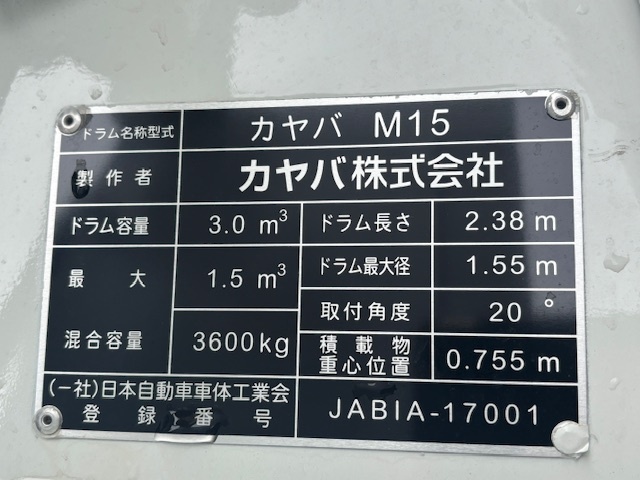 ドラム名称型式 カヤバ M15
製作者 カヤバ株式会社
ドラム容量 3.0 m³ ドラム長さ 2.38 m
最大 1.5 m³ ドラム最大径 1.55 m
取付角度 20 °
混合容量 3600kg 積載物重心位置 0.755 m
(一社)日本自動車車体工業会
登録番号 JABIA-17001